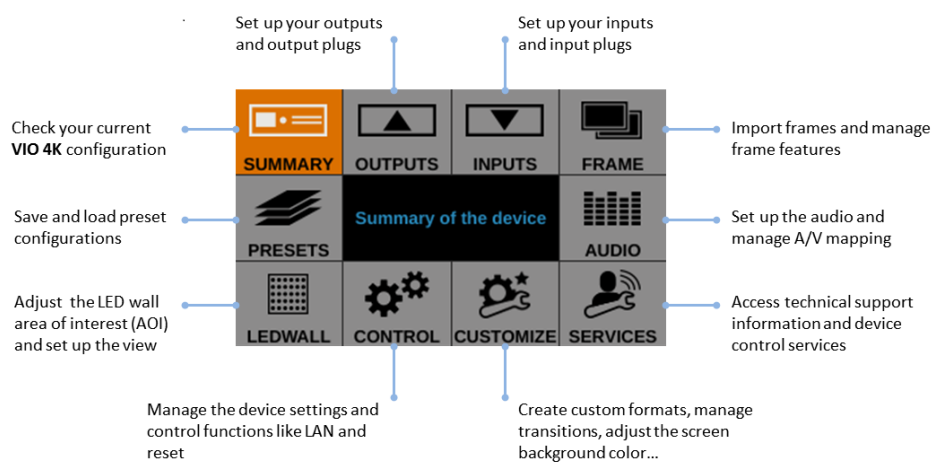 Set up your outputs
and output plugs
Set up your inputs
and input plugs
Check your current
VIO 4K configuration
SUMMARY
OUTPUTS
INPUTS
FRAME
Import frames and manage
frame features
Save and load preset
configurations
PRESETS
Summary of the device
AUDIO
Set up the audio and
manage A/V mapping
Adjust the LED wall
area of interest (AOI)
and set up the view
LEDWALL
CONTROL
CUSTOMIZE
SERVICES
Access technical support
information and device
control services
Manage the device settings and
control functions like LAN and
reset
Create custom formats, manage
transitions, adjust the screen
background color...